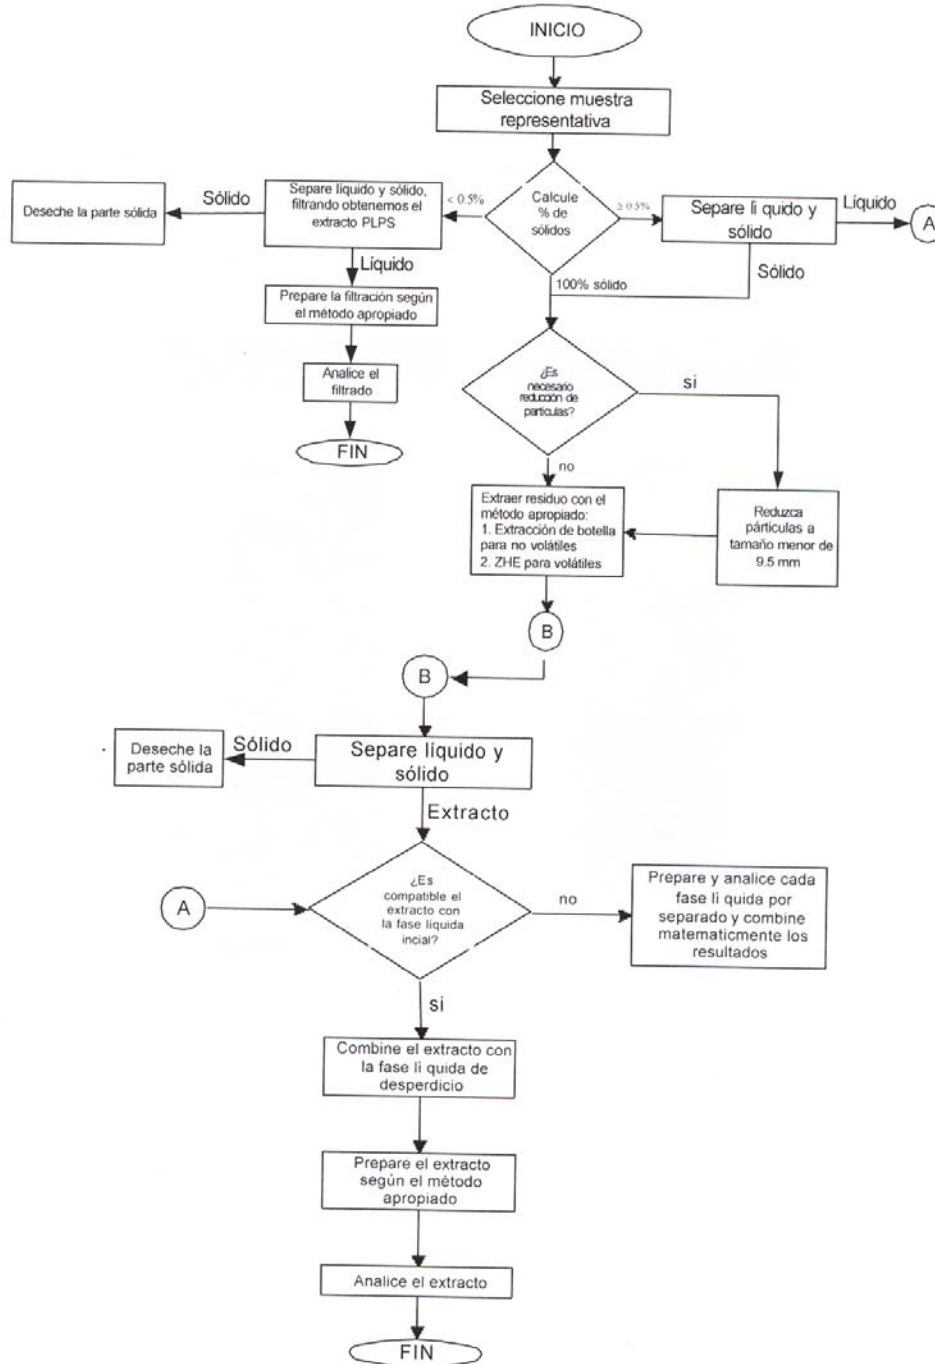 INICIO
Seleccione muestra
representativa
Calcule
% de
sólidos
< 0.5%
Separe líquido y sólido,
filtrando obtenemos el
extracto PLPS
Sólido
Deseche la parte sólida
Líquido
Prepare la filtración según
el método apropiado
Analice el
filtrado
FIN
≥ 0.5%
Separe li quido y
sólido
Líquido
A
Sólido
100% sólido
¿Es
necesario
reducción de
partículas?
si
no
Extraer residuo con el
método apropiado:
1. Extracción de botella
para no volátiles
2. ZHE para volátiles
Reduzca
párticulas a
tamaño menor de
9.5 mm
B
B
Separe líquido y
sólido
Sólido
Deseche la
parte sólida
Extracto
A
¿Es
compatible el
extracto con
la fase líquida
incial?
no
Prepare y analice cada
fase li quida por
separado y combine
matematicmente los
resultados
si
Combine el extracto con
la fase li quida de
desperdicio
Prepare el extracto
según el método
apropiado
Analice el extracto
FIN